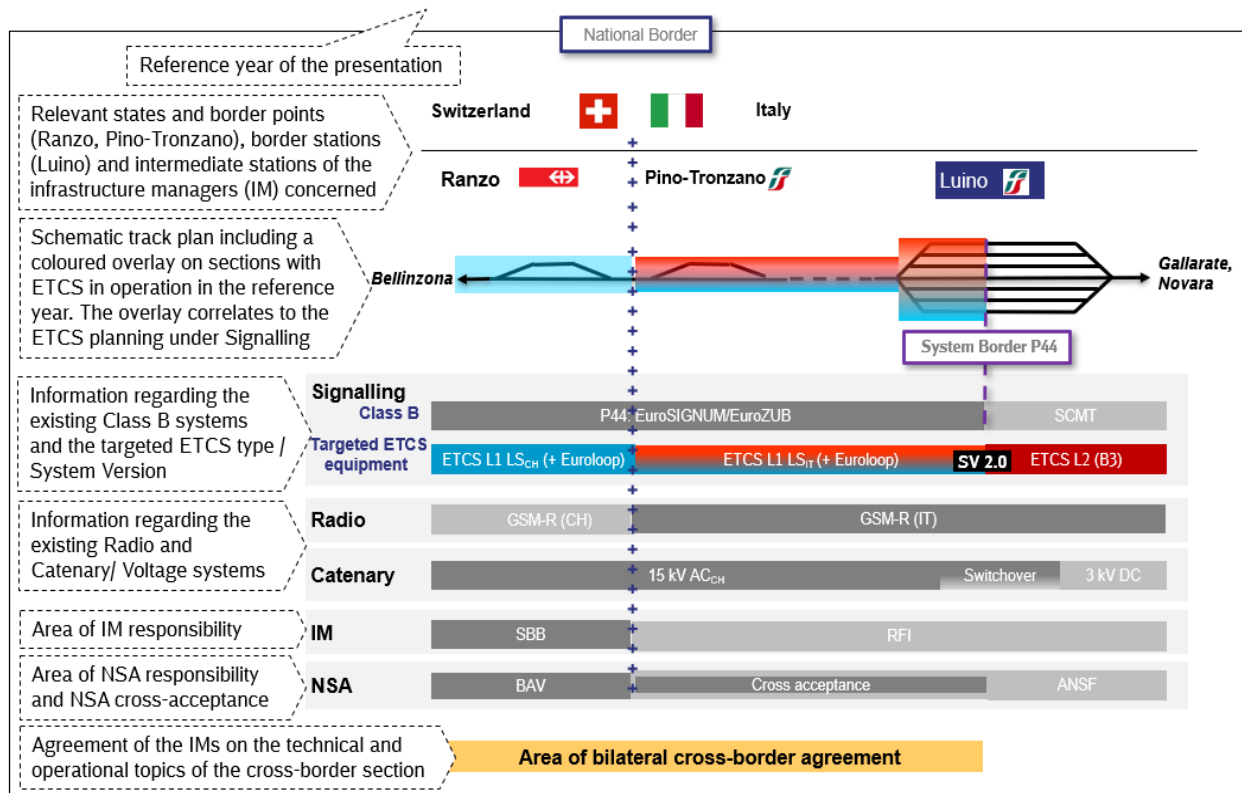 National Border
Reference year of the presentation
Relevant states and border points
(Ranzo, Pino-Tronzano), border stations
(Luino) and intermediate stations of the
infrastructure managers (IM) concerned
Switzerland
Italy
Ranzo
Pino-Tronzano
Luino
Schematic track plan including a
coloured overlay on sections with
ETCS in operation in the reference
year. The overlay correlates to the
ETCS planning under Signalling
Bellinzona
Gallarate,
Novara
System Border P44
Information regarding the
existing Class B systems
and the targeted ETCS type /
System Version
Signalling
Class B
P44: EuroSIGNUM/EuroZUB
SCMT
Targeted ETCS
equipment
ETCS L1 LSCH (+ Euroloop)
ETCS L1 LSIT (+ Euroloop)
SV 2.0
ETCS L2 (B3)
Information regarding the
existing Radio and
Catenary/ Voltage systems
Radio
GSM-R (CH)
GSM-R (IT)
Catenary
15 kV ACCH
Switchover
3 kV DC
Area of IM responsibility
IM
SBB
RFI
Area of NSA responsibility
and NSA cross-acceptance
NSA
BAV
Cross acceptance
ANSF
Agreement of the IMs on the technical and
operational topics of the cross-border section
Area of bilateral cross-border agreement